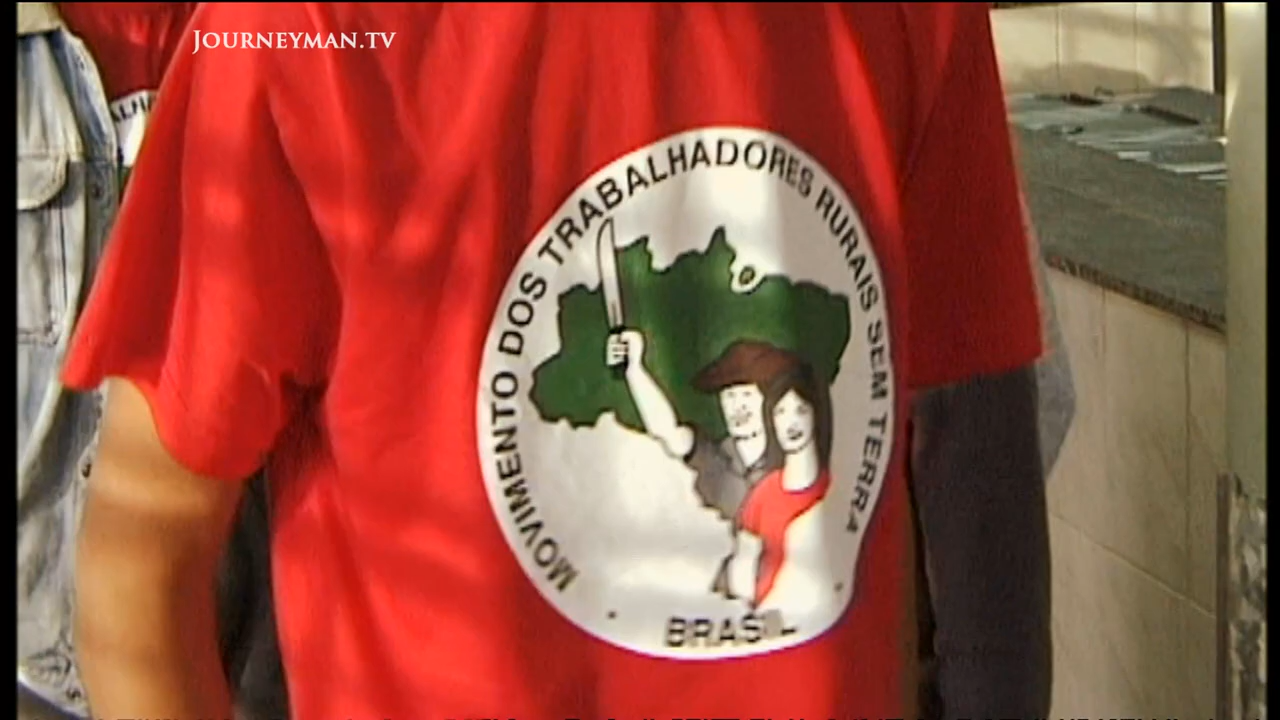 JOURNEYMAN.TV
MOVIMENTO DOS TRABALHADORES RURAIS SEM TERRA
BRASIL